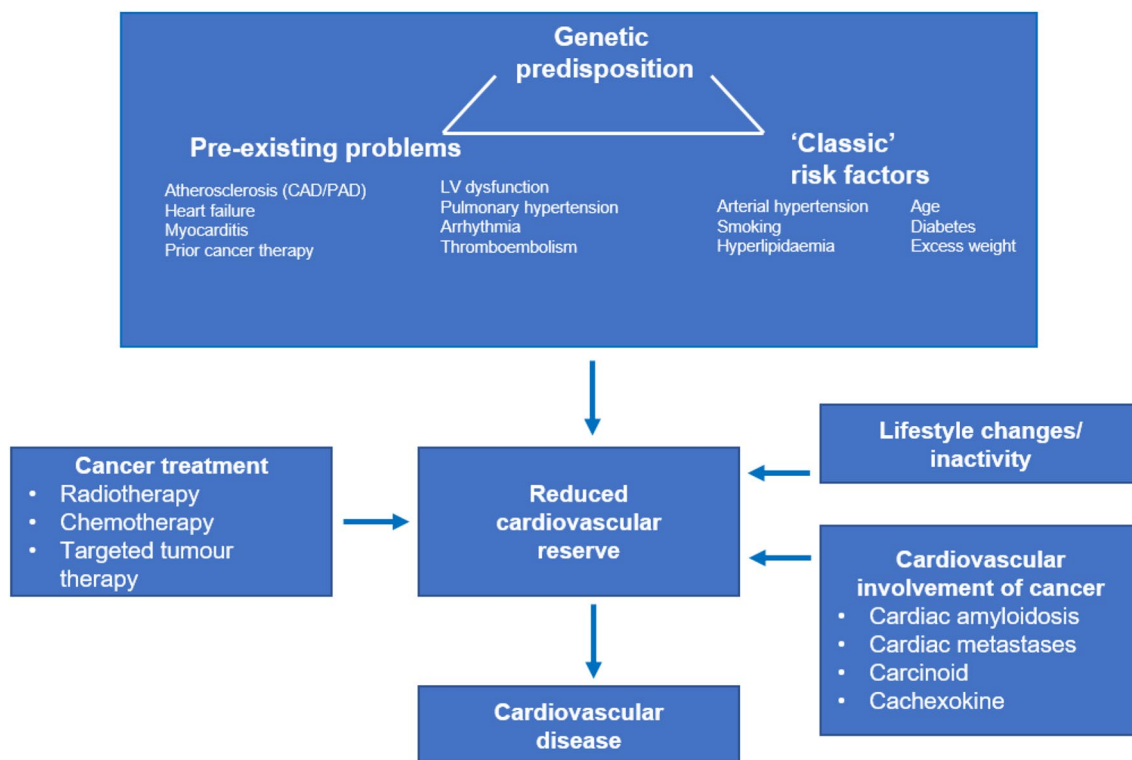 Genetic
predisposition
Pre-existing problems
Atherosclerosis (CAD/PAD)
Heart failure
Myocarditis
Prior cancer therapy
LV dysfunction
Pulmonary hypertension
Arrhythmia
Thromboembolism
‘Classic’
risk factors
Arterial hypertension
Smoking
Hyperlipidaemia
Age
Diabetes
Excess weight
Cancer treatment
• Radiotherapy
• Chemotherapy
• Targeted tumour
therapy
Reduced
cardiovascular
reserve
Lifestyle changes/
inactivity
Cardiovascular
involvement of cancer
• Cardiac amyloidosis
• Cardiac metastases
• Carcinoid
• Cachexokine
Cardiovascular
disease